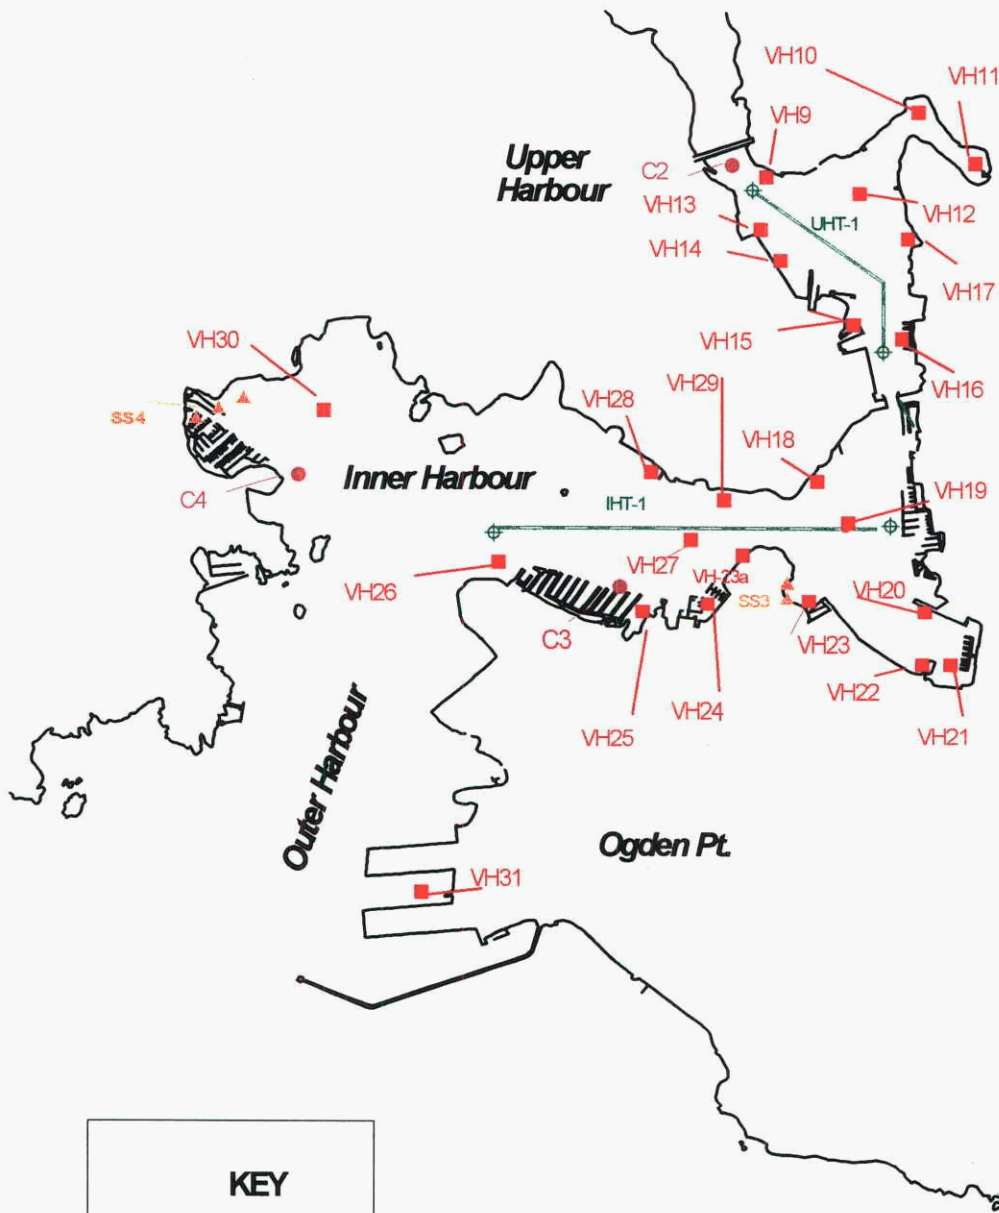 VH10
VH11
VH9
Upper
Harbour
C2
VH12
VH13
UHT-1
VH14
VH17
VH15
VH30
VH16
VH29
VH28
SS4
VH18
Inner Harbour
C4
IHT-1
VH19
VH27
VH26
VH-23a
SS3
VH20
C3
VH23
VH22
VH24
VH25
VH21
Outer Harbour
Ogden Pt.
VH31
KEY